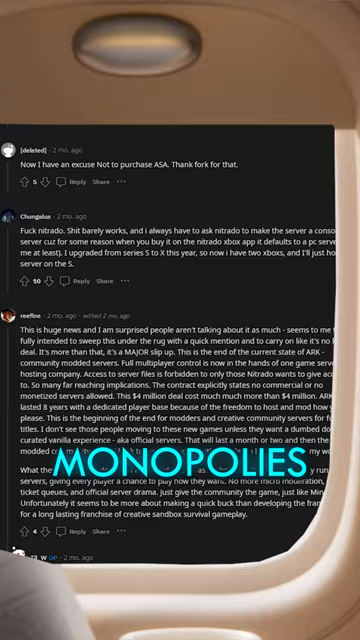 [deleted] · 2 mo. ago
Now I have an excuse Not to purchase ASA. Thank fork for that.
5 Reply Share ...
Chungalus · 2 mo. ago
Fuck nitrado. Shit barely works, and i always have to ask nitrado to make the server a conso
server cuz for some reason when you buy it on the nitrado xbox app it defaults to a pc serve
me at least). I upgraded from series S to X this year, so i now have two xboxs, and I'll just ho
server on the S.
10 Reply Share ...
reefine · 2 mo. ago · edited 2 mo. ago
This is huge news and I am surprised people aren't talking about it as much - seems to me
fully intended to sweep this under the rug with a quick mention and to carry on like it's no
deal. It's more than that, it's a MAJOR slip up. This is the end of the current state of ARK -
community modded servers. Full multiplayer control is now in the hands of one game serve
hosting company. Access to server files is forbidden to only those Nitrado wants to give acc
to. So many far reaching implications. The contract explicitly states no commercial or no
monetized servers allowed. This $4 million deal cost much much more than $4 million. AR
lasted 8 years with a dedicated player base because of the freedom to host and mod how y
please. This is the beginning of the end for modders and creative community servers for fu
titles. I don't see those people moving to these new games unless they want a dumbed do
curated vanilla experience - aka official servers. That will last a month or two and then the
modded
What the
MONOPOLIES
run
servers, giving every player a chance to play how they want. No more micro moderation,
ticket queues, and official server drama. Just give the community the game, just like Min
Unfortunately it seems to be more about making a quick buck than developing the fran
for a long lasting franchise of creative sandbox survival gameplay.
4 Reply Share ...
OP · 2 mo. ago